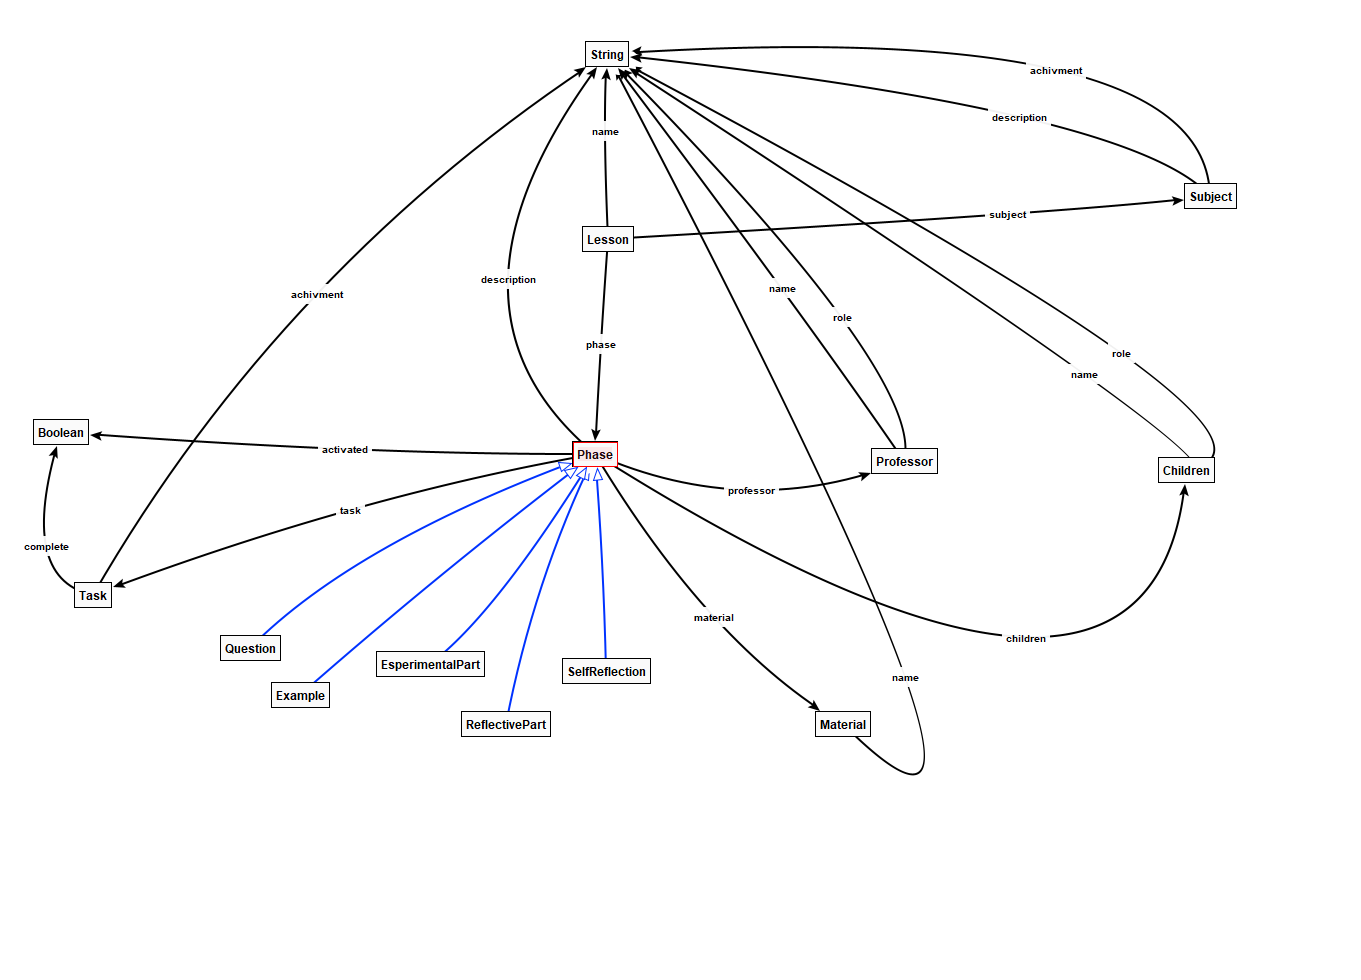 String
achivment
description
name
Subject
subject
Lesson
description
name
achivment
role
phase
role
name
Boolean
activated
Phase
Professor
Children
professor
task
complete
Task
material
children
Question
EsperimentalPart
SelfReflection
name
Example
ReflectivePart
Material